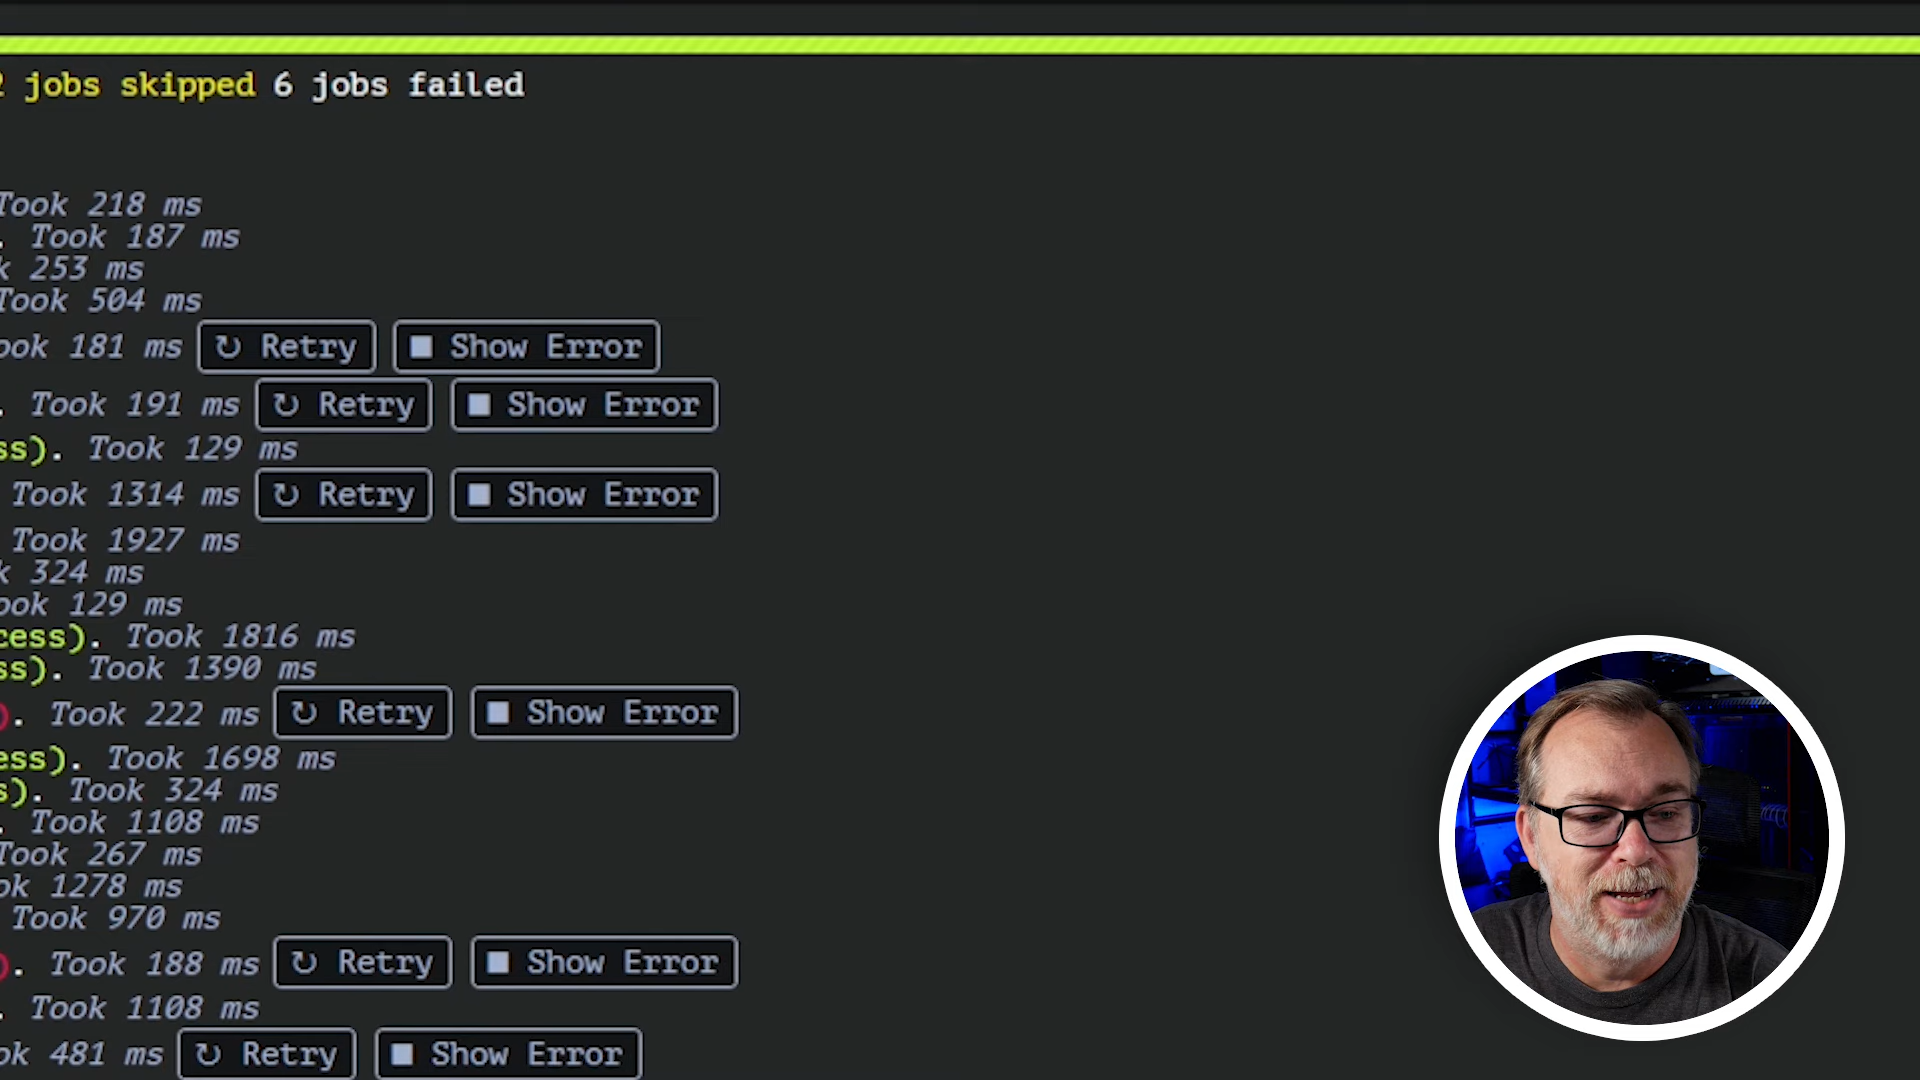 jobs skipped 6 jobs failed
Took 218 ms
. Took 187 ms
253 ms
Took 504 ms
181 ms ↻ Retry ■ Show Error
. Took 191 ms ↻ Retry ■ Show Error
ss). Took 129 ms
Took 1314 ms ↻ Retry ■ Show Error
Took 1927 ms
324 ms
129 ms
cess). Took 1816 ms
ss). Took 1390 ms
). Took 222 ms ↻ Retry ■ Show Error
ess). Took 1698 ms
s). Took 324 ms
. Took 1108 ms
Took 267 ms
1278 ms
Took 970 ms
). Took 188 ms ↻ Retry ■ Show Error
. Took 1108 ms
481 ms ↻ Retry ■ Show Error